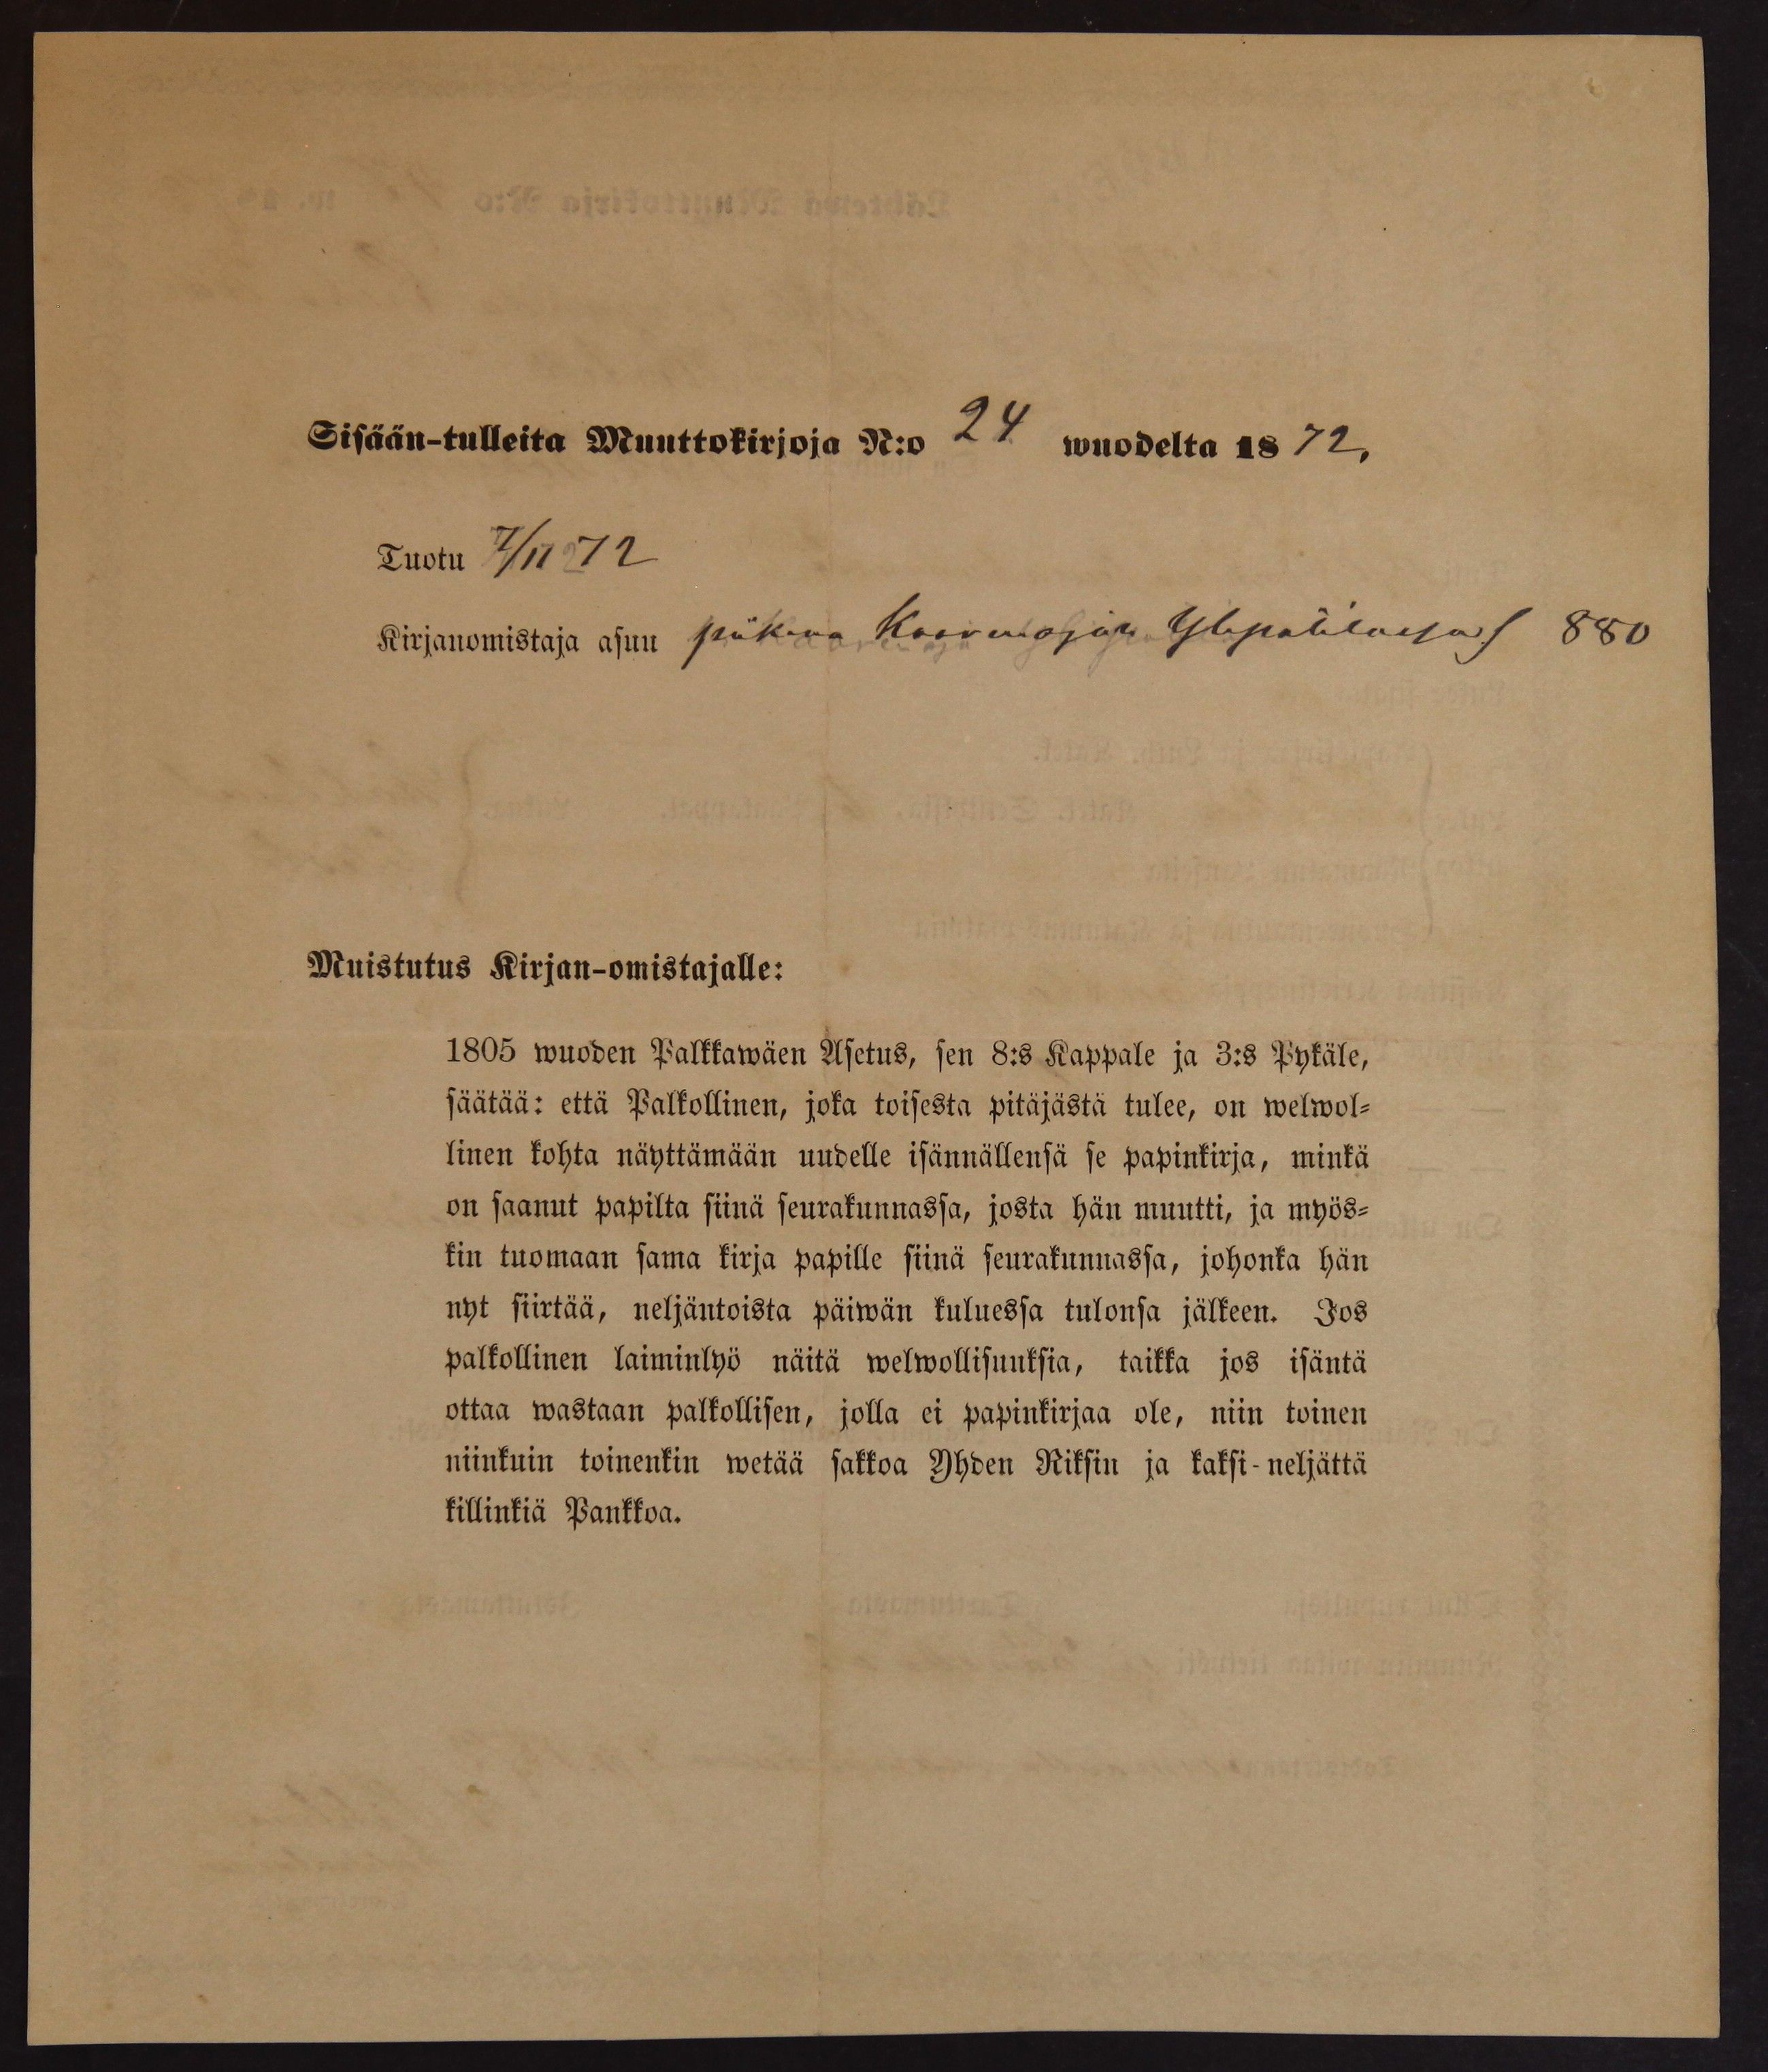 Sisään-tulleita Muuttokirjoja N:o 24 wuodelta 1872,
Tuotu 7/11 72
Kirjanomistaja asuu piikana 880
Muistutus Kirjan-omistajalle:
1805 wuoden Palkkawäen Asetus, sen 8:s Kappale ja 3:s Pykäle,
säätää: että Palkollinen, joka toisesta pitäjästä tulee, on welwol-
linen kohta näyttämään uudelle isännällensä se papinkirja, minkä
on saanut papilta siinä seurakunnassa, josta hän muutti, ja myös-
kin tuomaan sama kirja papille siinä seurakunnassa, johonka hän
nyt siirtää, neljäntoista päiwän kuluessa tulonsa jälkeen. Jos
palkollinen laiminlyö näitä welwollisuuksia, taikka jos isäntä
ottaa wastaan palkollisen, jolla ei papinkirjaa ole, niin toinen
niinkuin toinenkin wetää sakkoa Yhden Riksin ja kaksi-neljättä
killinkiä Pankkoa.